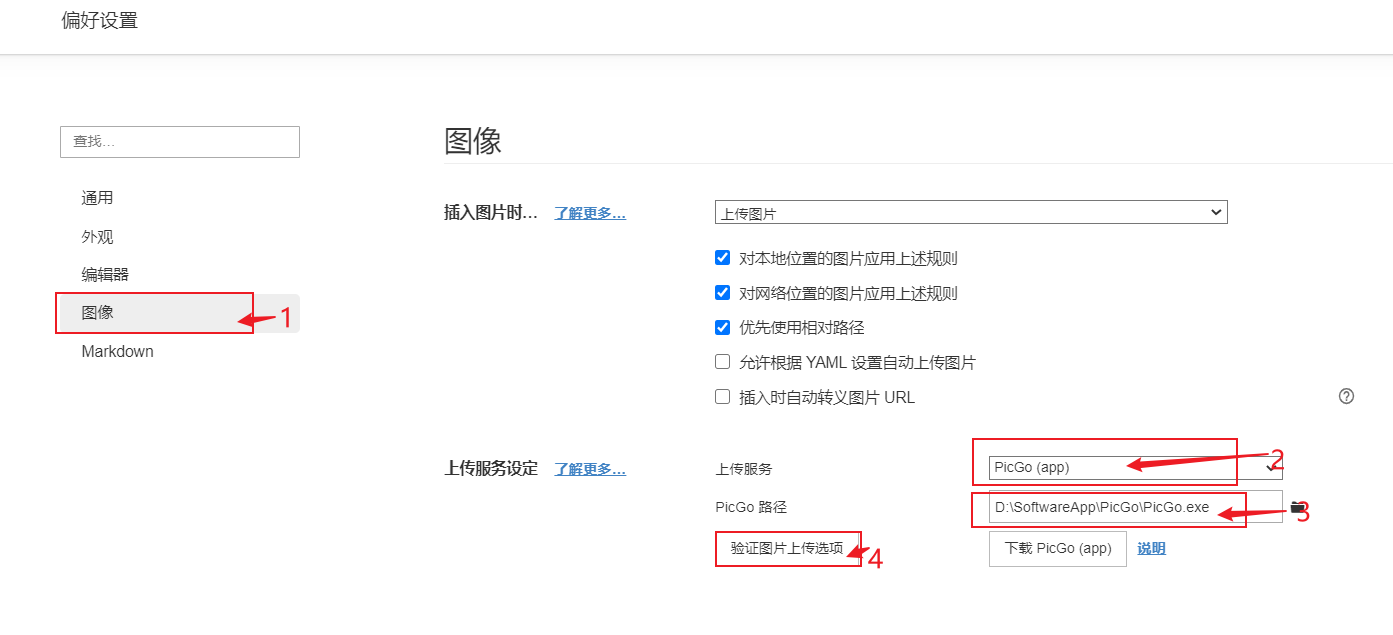 偏好设置
查找...
通用
外观
编辑器
图像
1
Markdown
图像
插入图片时... 了解更多...
上传图片
对本地位置的图片应用上述规则
对网络位置的图片应用上述规则
优先使用相对路径
允许根据 YAML 设置自动上传图片
插入时自动转义图片 URL
?
上传服务设定 了解更多...
上传服务
PicGo (app)
2
PicGo 路径
D:\SoftwareApp\PicGo\PicGo.exe
3
验证图片上传选项
4
下载 PicGo (app)
说明